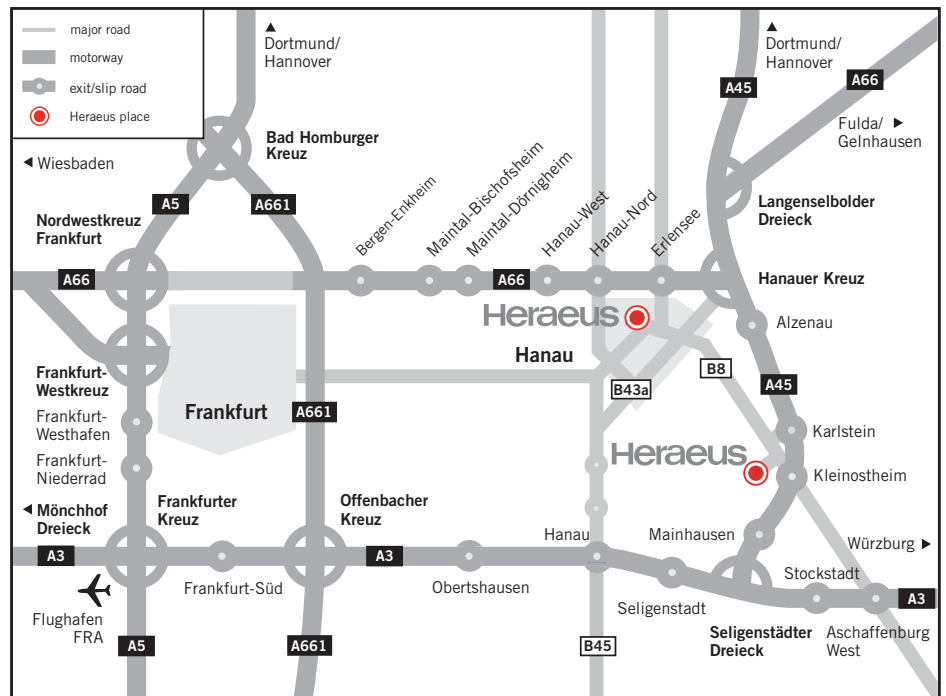 major road
motorway
exit/slip road
Heraeus place
▲
Dortmund/
Hannover
▲
Dortmund/
Hannover
A45
A66
Fulda/ ►
Gelnhausen
Bad Homburger
Kreuz
◄ Wiesbaden
A5
A661
Nordwestkreuz
Frankfurt
Bergen-Enkheim
Maintal-Bischofsheim
Maintal-Dörnigheim
Hanau-West
Hanau-Nord
Erlensee
Langenselbolder
Dreieck
A66
A66
Hanauer Kreuz
Heraeus
Alzenau
Hanau
B8
Frankfurt-
Westkreuz
B43a
A45
Frankfurt
A661
Frankfurt-
Westhafen
Karlstein
Heraeus
Frankfurt-
Niederrad
Kleinostheim
◄ Mönchhof
Dreieck
Frankfurter
Kreuz
Offenbacher
Kreuz
Hanau
Mainhausen
Würzburg ►
A3
A3
Stockstadt
Frankfurt-Süd
Obertshausen
A3
Seligenstadt
Flughafen
FRA
A5
A661
B45
Seligenstädter
Dreieck
Aschaffenburg
West